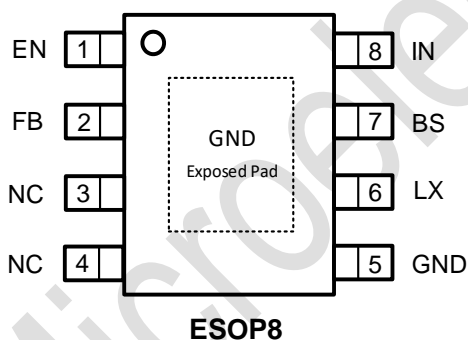 EN 1 8 IN
FB 2 GND 7 BS
Exposed Pad
NC 3 6 LX
NC 4 5 GND
ESOP8